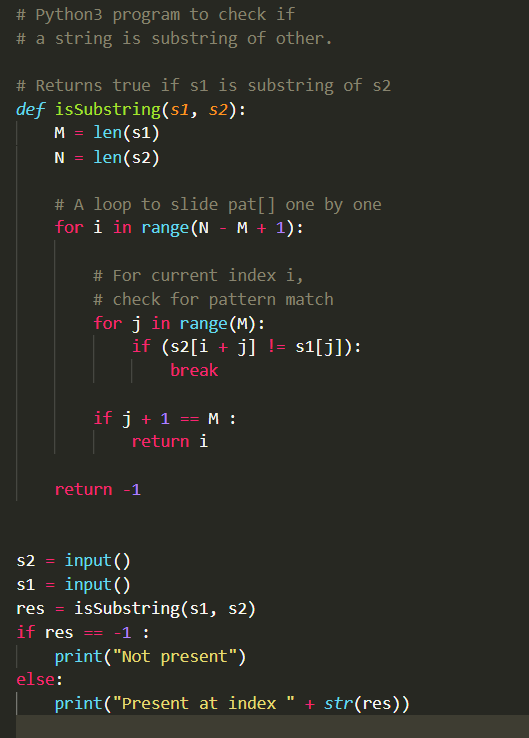 # Python3 program to check if
# a string is substring of other.

# Returns true if s1 is substring of s2
def isSubstring(s1, s2):
    M = len(s1)
    N = len(s2)

    # A loop to slide pat[] one by one
    for i in range(N - M + 1):

        # For current index i,
        # check for pattern match
        for j in range(M):
            if (s2[i + j] != s1[j]):
                break

        if j + 1 == M :
            return i

    return -1


s2 = input()
s1 = input()
res = isSubstring(s1, s2)
if res == -1 :
    print("Not present")
else:
    print("Present at index " + str(res))